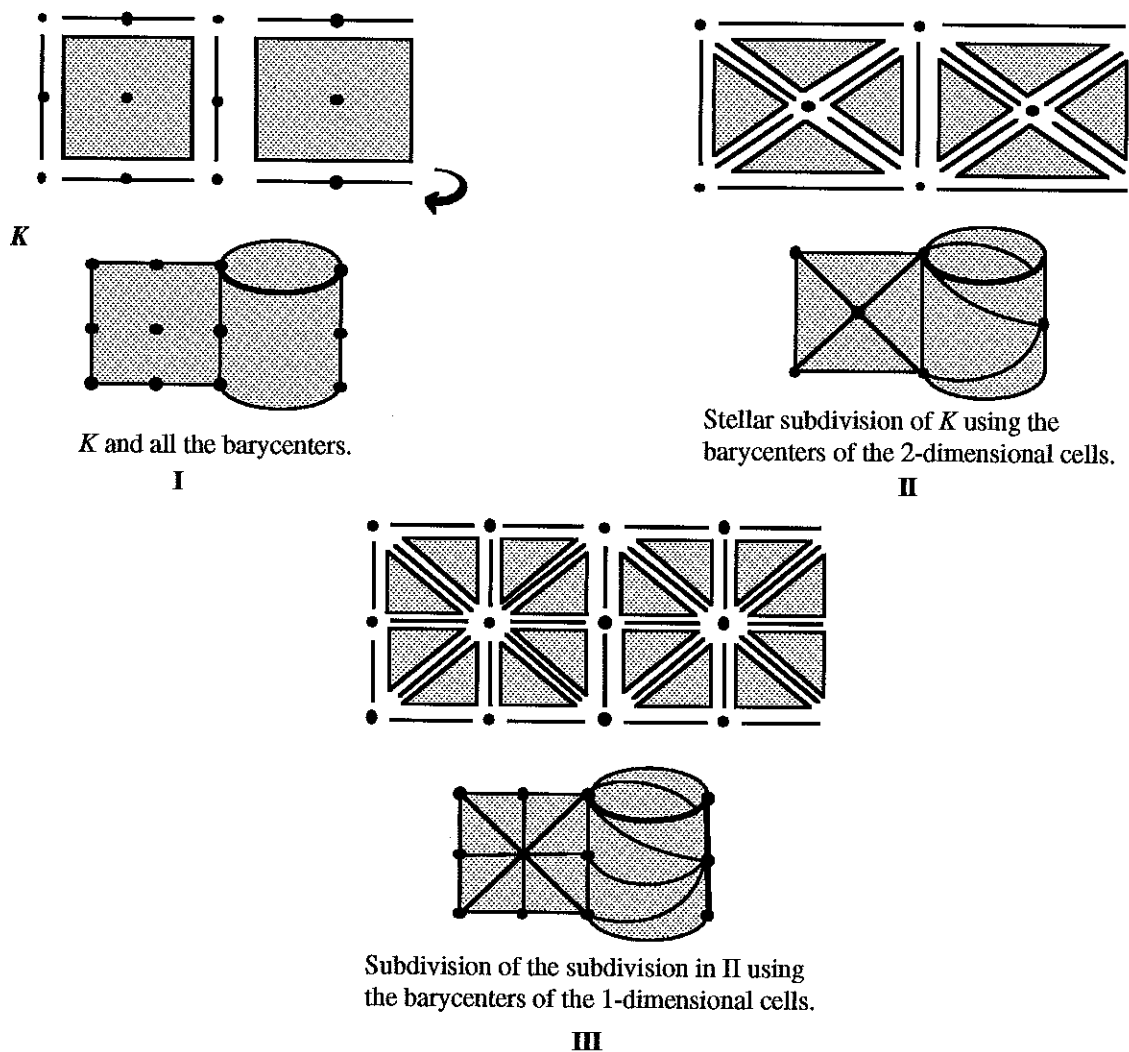 K
K and all the barycenters.
I
Stellar subdivision of K using the
barycenters of the 2-dimensional cells.
II
Subdivision of the subdivision in II using
the barycenters of the 1-dimensional cells.
III